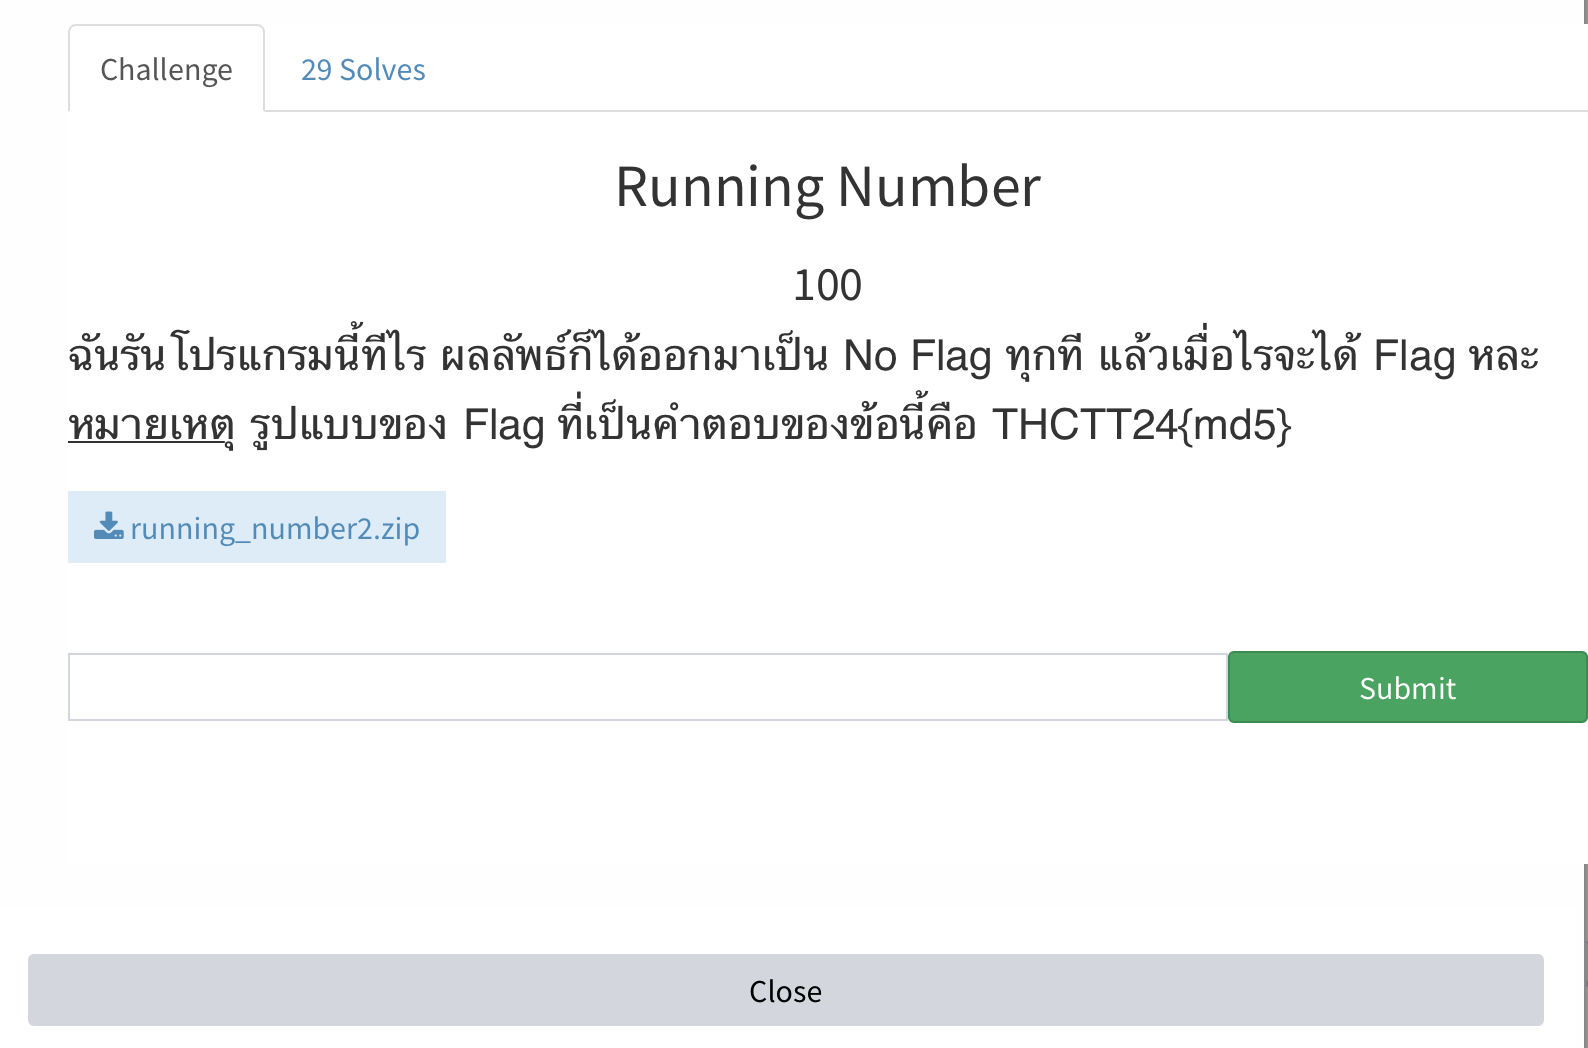 Challenge
29 Solves
Running Number
100
ฉันรันโปรแกรมนี้ทีไร ผลลัพธ์ก็ได้ออกมาเป็น No Flag ทุกที แล้วเมื่อไรจะได้ Flag หละ
หมายเหตุ รูปแบบของ Flag ที่เป็นคำตอบของข้อนี้คือ THCTT24{md5}
running_number2.zip
Submit
Close